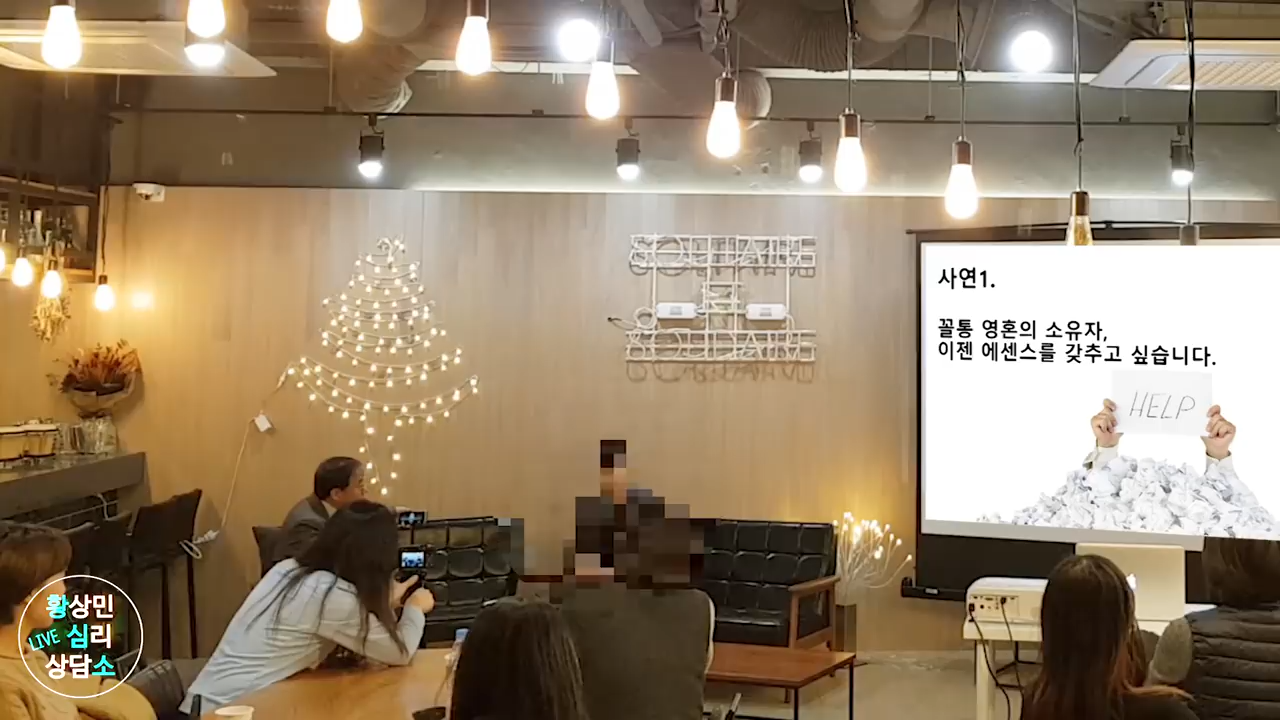 사연1.
꼴통 영혼의 소유자,
이젠 에센스를 갖추고 싶습니다.
HELP
황상민
LIVE 심리
상담소